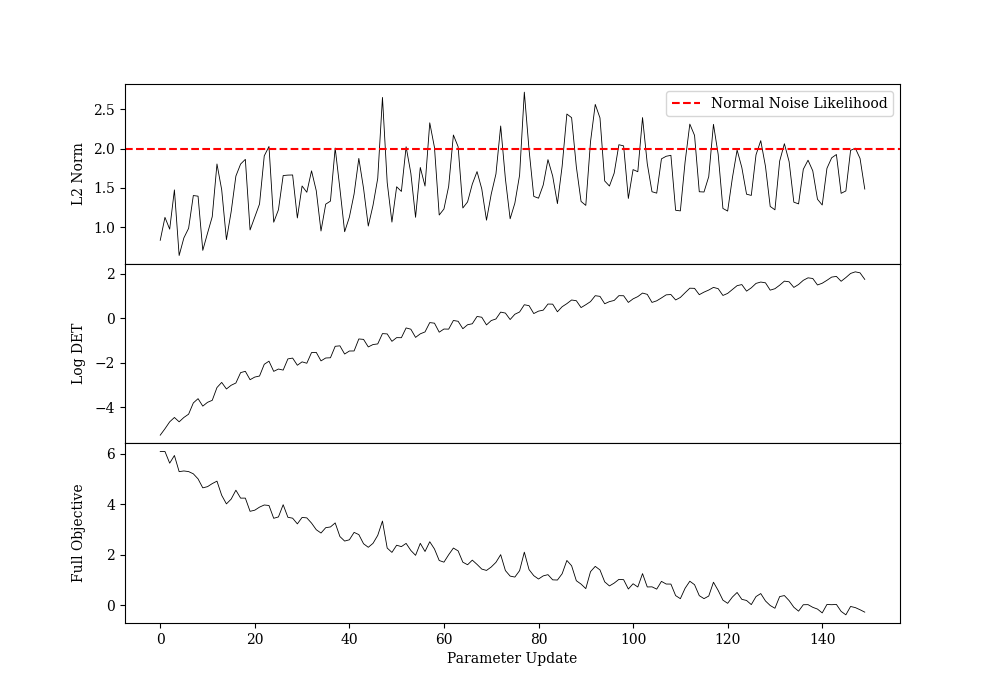 Normal Noise Likelihood
2.5
2.0
1.5
1.0
L2 Norm
2
0
−2
−4
Log DET
6
4
2
0
Full Objective
0 20 40 60 80 100 120 140
Parameter Update